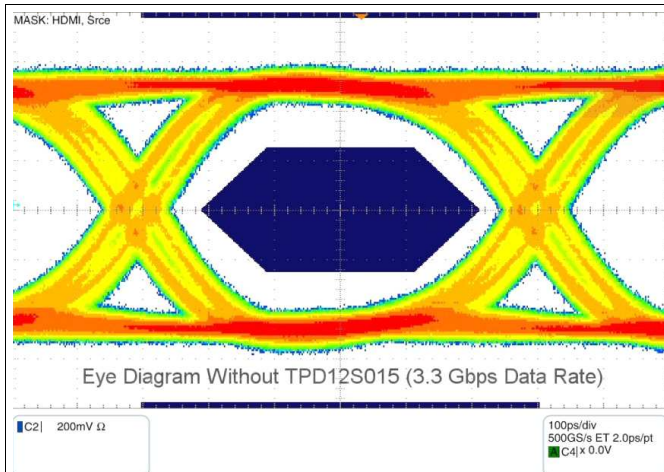 MASK: HDMI, Srce
Eye Diagram Without TPD12S015 (3.3 Gbps Data Rate)
C2| 200mV Ω
100ps/div
500GS/s ET 2.0ps/pt
A C4| x 0.0V